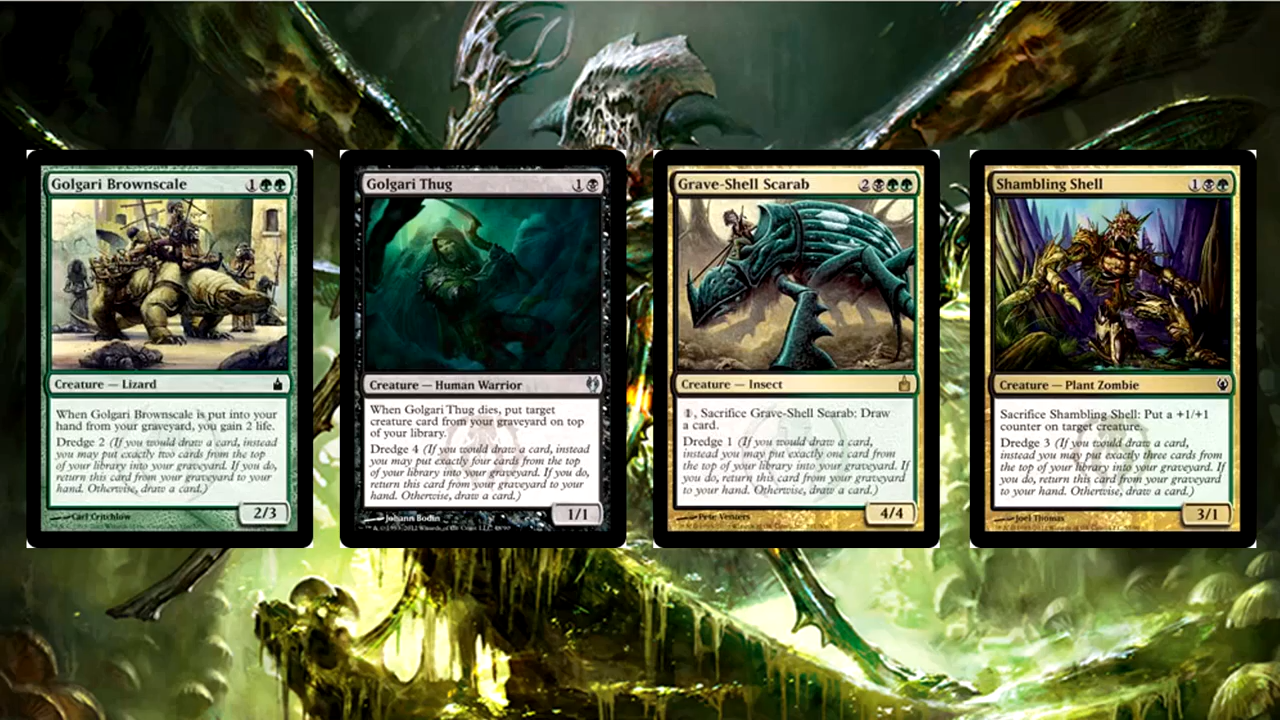 Golgari Brownscale 1
Creature — Lizard
When Golgari Brownscale is put into your
hand from your graveyard, you gain 2 life.
Dredge 2 (If you would draw a card, instead
you may put exactly two cards from the top
of your library into your graveyard. If you do,
return this card from your graveyard to your
hand. Otherwise, draw a card.)
Carl Critchlow
2/3
Golgari Thug 1
Creature — Human Warrior
When Golgari Thug dies, put target
creature card from your graveyard on top
of your library.
Dredge 4 (If you would draw a card, instead
you may put exactly four cards from the top
of your library into your graveyard. If you do,
return this card from your graveyard to your
hand. Otherwise, draw a card.)
Johann Bodin
1/1
Grave-Shell Scarab 2
Creature — Insect
1, Sacrifice Grave-Shell Scarab: Draw
a card.
Dredge 1 (If you would draw a card,
instead you may put exactly one card from
the top of your library into your graveyard. If
you do, return this card from your graveyard
to your hand. Otherwise, draw a card.)
Pete Venters
4/4
Shambling Shell 1
Creature — Plant Zombie
Sacrifice Shambling Shell: Put a +1/+1
counter on target creature.
Dredge 3 (If you would draw a card,
instead you may put exactly three cards from
the top of your library into your graveyard. If
you do, return this card from your graveyard
to your hand. Otherwise, draw a card.)
Joel Thomas
3/1